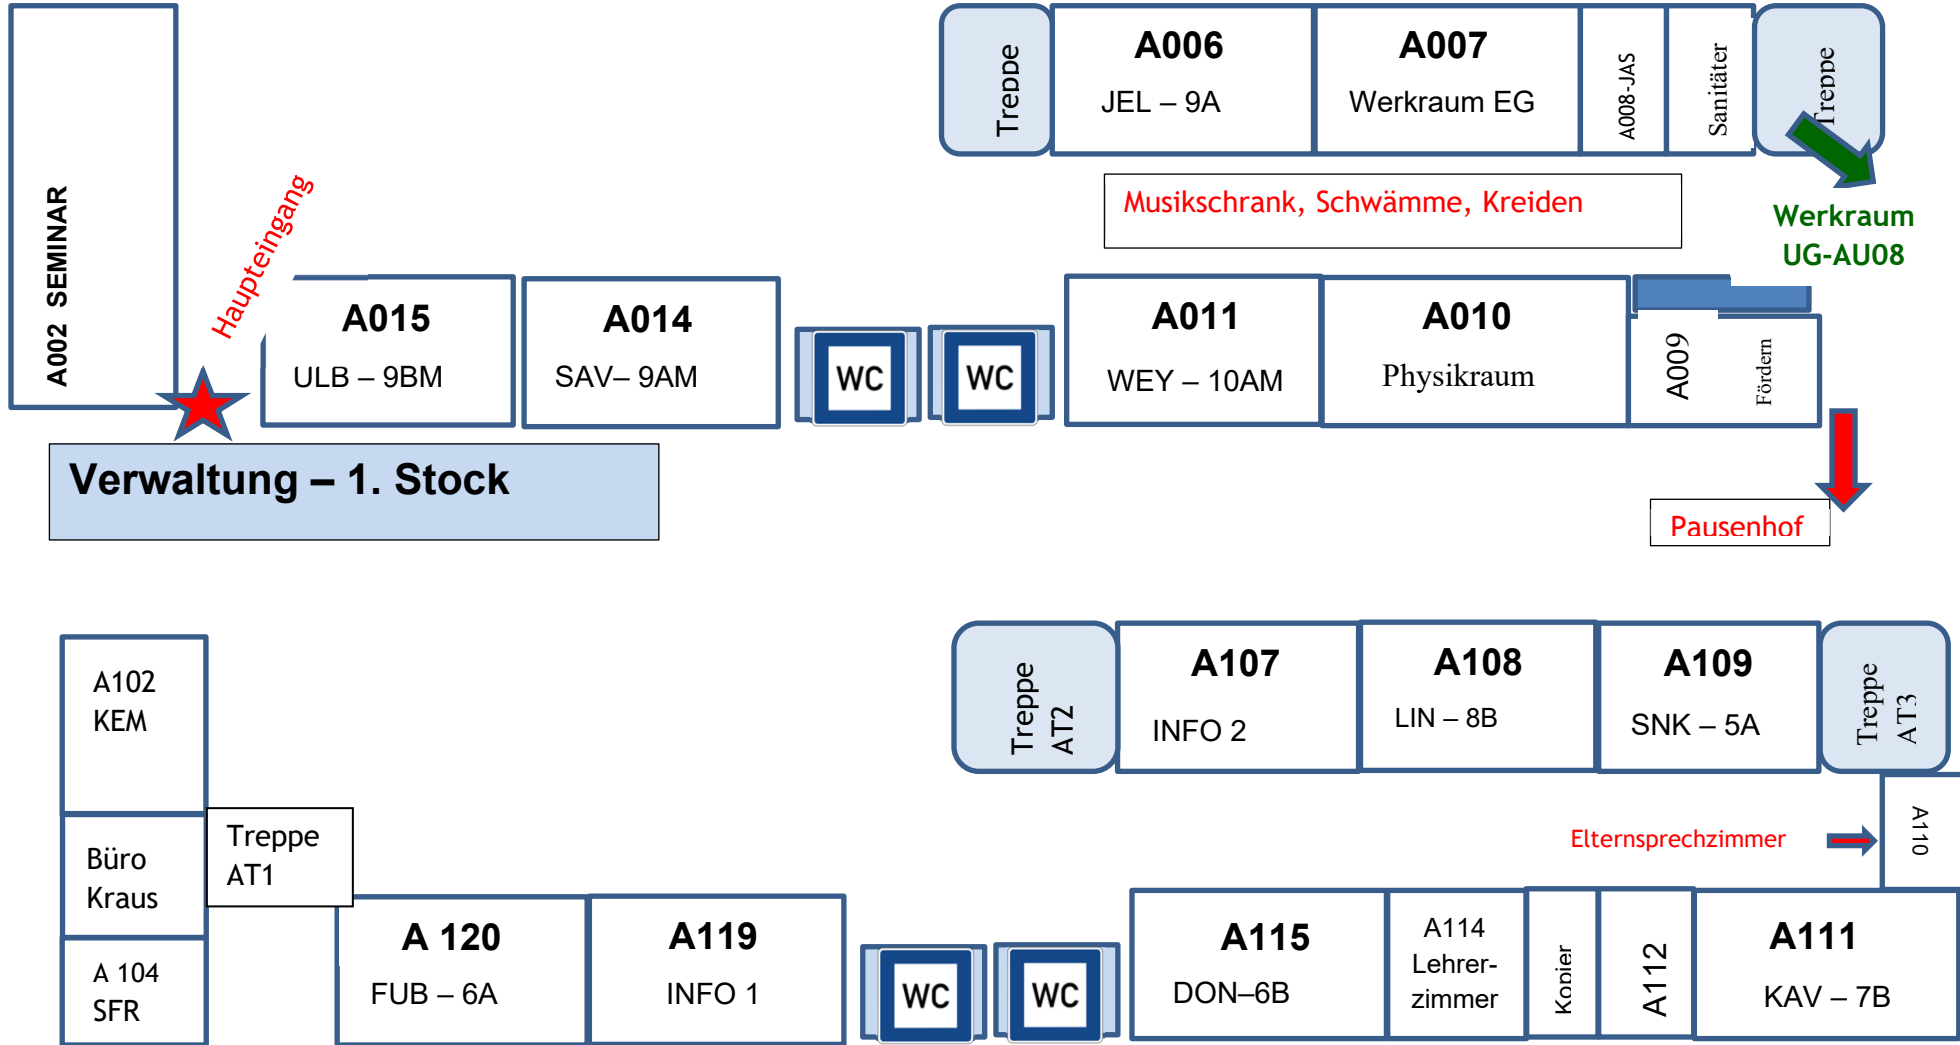 A002 SEMINAR
Haupteingang
Treppe
A006
JEL – 9A
A007
Werkraum EG
A008-JAS
Sanitäter
Treppe
Musikschrank, Schwämme, Kreiden
Werkraum
UG-AU08
A015
ULB – 9BM
A014
SAV– 9AM
WC
WC
A011
WEY – 10AM
A010
Physikraum
A009
Fördern
Verwaltung – 1. Stock
Pausenhof
A102
KEM
Büro
Kraus
A 104
SFR
Treppe
AT1
Treppe
AT2
A107
INFO 2
A108
LIN – 8B
A109
SNK – 5A
Treppe
AT3
Elternsprechzimmer
A110
A 120
FUB – 6A
A119
INFO 1
WC
WC
A115
DON–6B
A114
Lehrer-
zimmer
Kopier
A112
A111
KAV – 7B